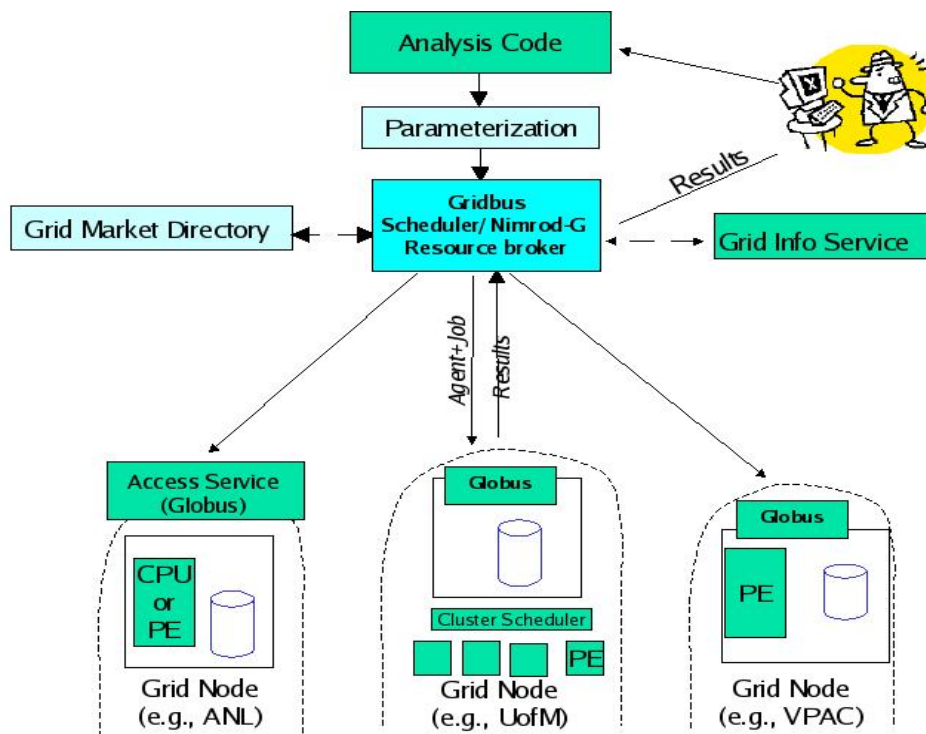 Analysis Code
Parameterization
Results
Gridbus
Scheduler/ Nimrod-G
Resource broker
Grid Market Directory
Grid Info Service
Agent+Job
Results
Access Service
(Globus)
CPU
or
PE
Grid Node
(e.g., ANL)
Globus
Cluster Scheduler
PE
Grid Node
(e.g., UofM)
Globus
PE
Grid Node
(e.g., VPAC)
X